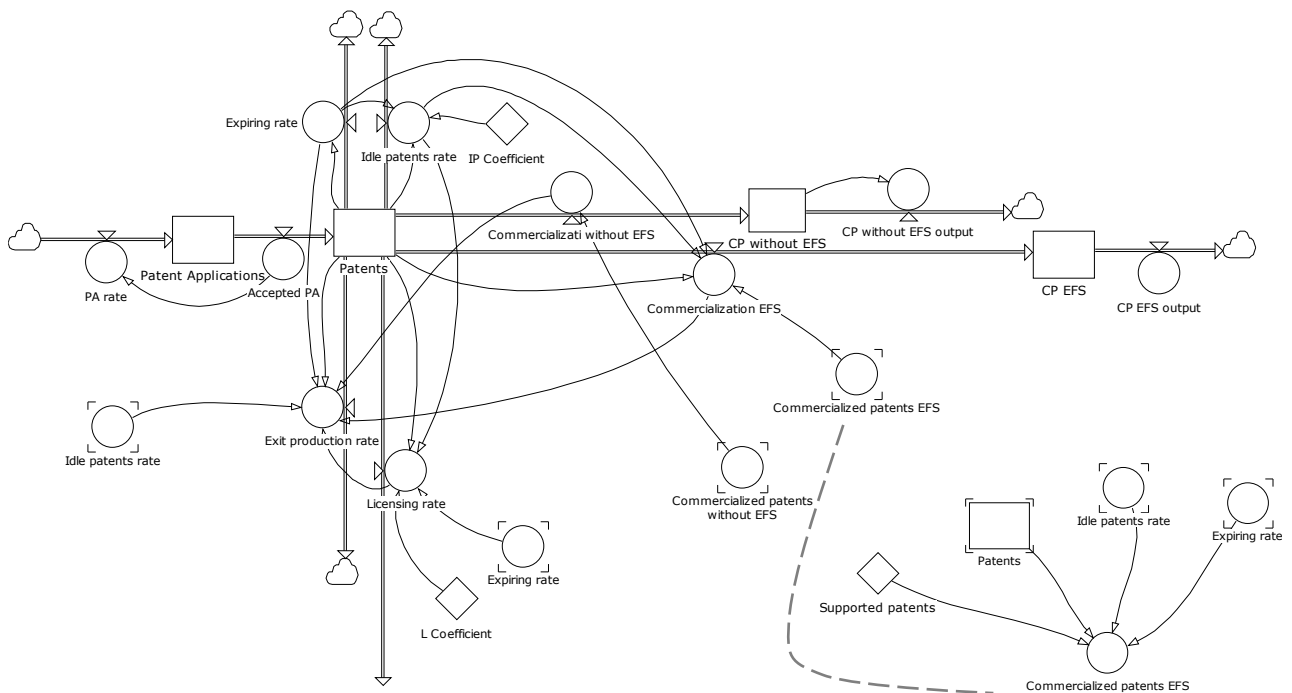 Expiring rate
Idle patents rate
IP Coefficient
Commercializati without EFS
CP without EFS
CP without EFS output
Patent Applications
Patents
PA rate
Accepted PA
CP EFS
CP EFS output
Commercialization EFS
Commercialized patents EFS
Exit production rate
Idle patents rate
Licensing rate
Commercialized patents
without EFS
Idle patents rate
Expiring rate
Patents
Expiring rate
Supported patents
L Coefficient
Commercialized patents EFS